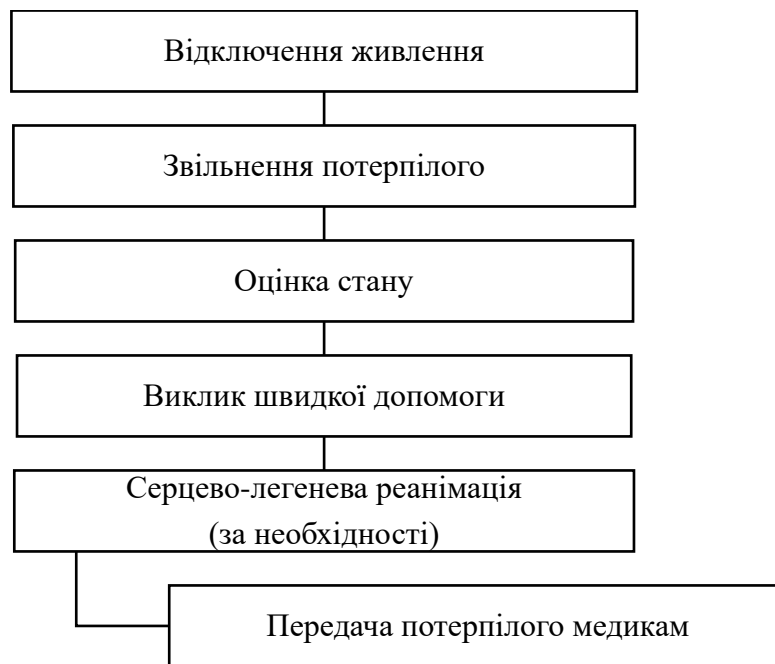 Відключення живлення
Звільнення потерпілого
Оцінка стану
Виклик швидкої допомоги
Серцево-легенева реанімація
(за необхідності)
Передача потерпілого медикам